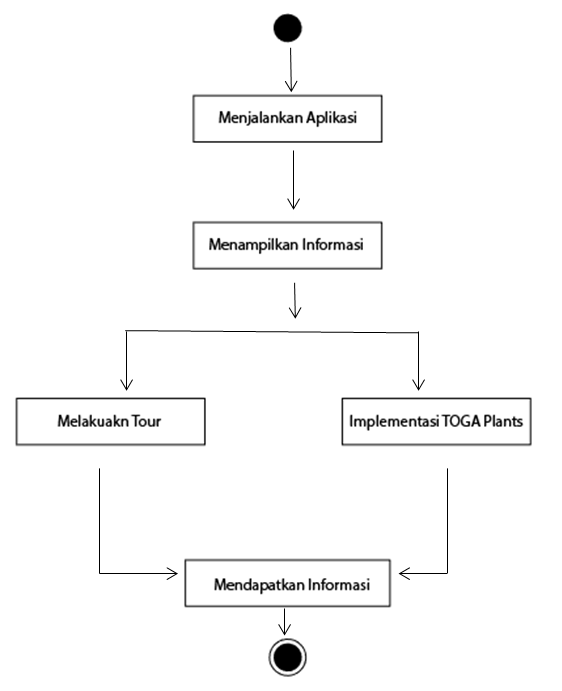 Menjalankan Aplikasi
Menampilkan Informasi
Melakuakn Tour
Implementasi TOGA Plants
Mendapatkan Informasi